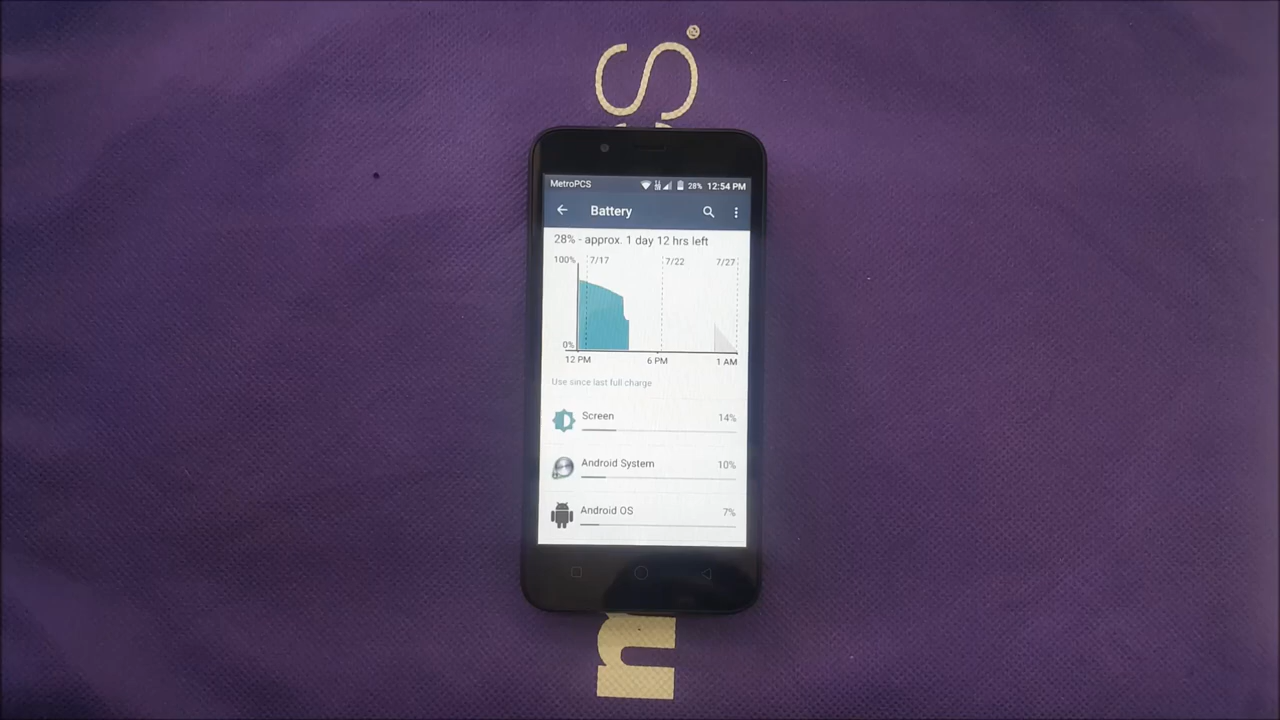 MetroPCS 28% 12:54 PM
Battery
28% - approx. 1 day 12 hrs left
100% 7/17 7/22 7/27
0%
12 PM 6 PM 1 AM
Use since last full charge
Screen 14%
Android System 10%
Android OS 7%